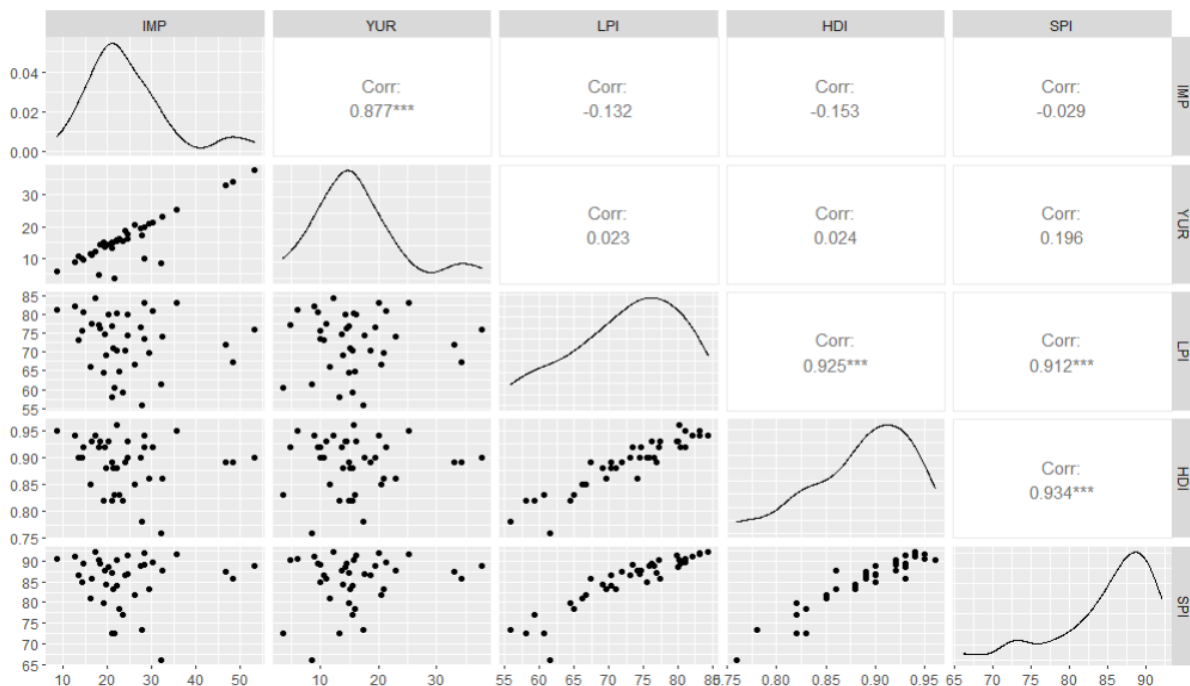 IMP YUR LPI HDI SPI
0.04
0.02
0.00
Corr:
0.877***
Corr:
-0.132
Corr:
-0.153
Corr:
-0.029
IMP
30
20
10
Corr:
0.023
Corr:
0.024
Corr:
0.196
YUR
85
80
75
70
65
60
55
Corr:
0.925***
Corr:
0.912***
LPI
0.95
0.90
0.85
0.80
0.75
Corr:
0.934***
HDI
90
85
80
75
70
65
SPI
10 20 30 40 50 10 20 30 55 60 65 70 75 80 85 0.75 0.80 0.85 0.90 0.95 65 70 75 80 85 90